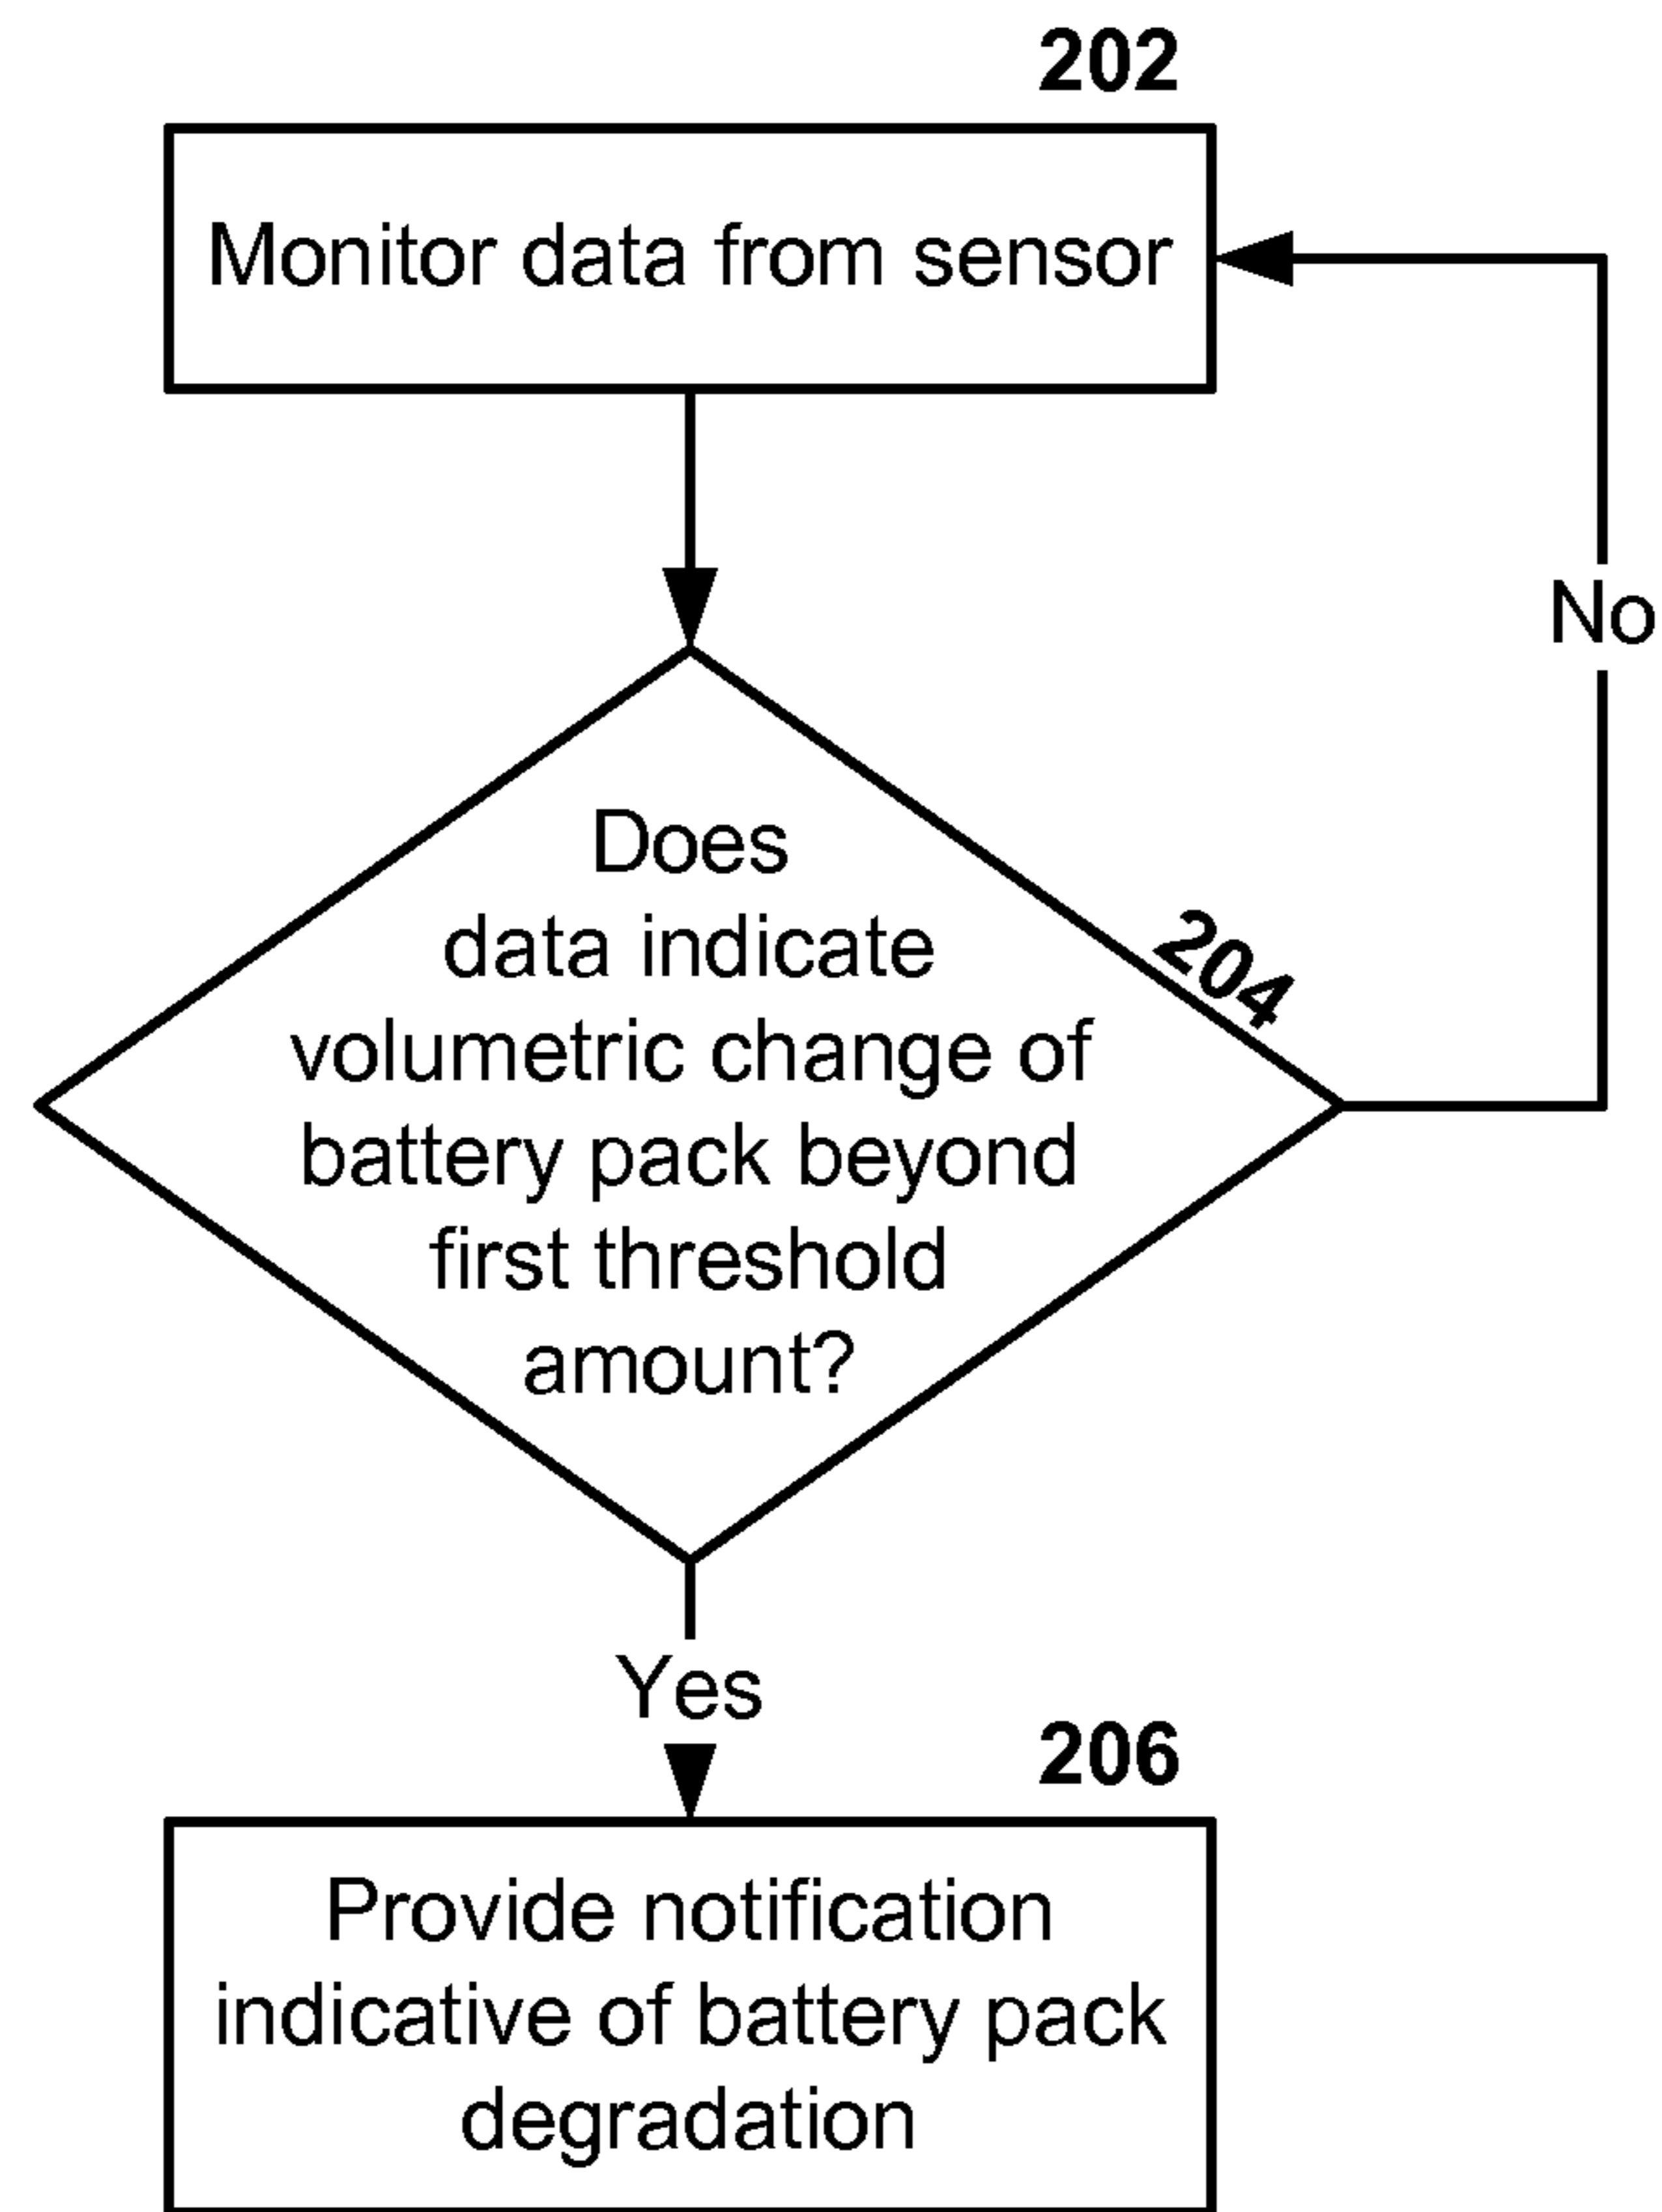 202
Monitor data from sensor
No
Does
data indicate
volumetric change of
battery pack beyond
first threshold
amount?
204
Yes
206
Provide notification
indicative of battery pack
degradation